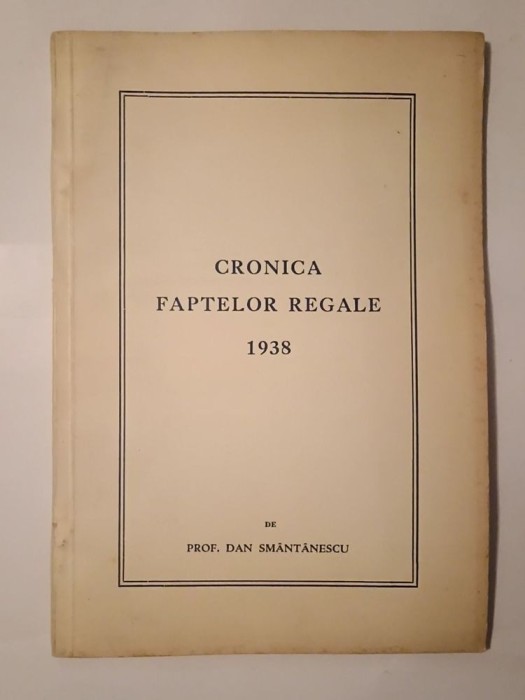 CRONICA
FAPTELOR REGALE
1938
DE
PROF. DAN SMÂNTÂNESCU